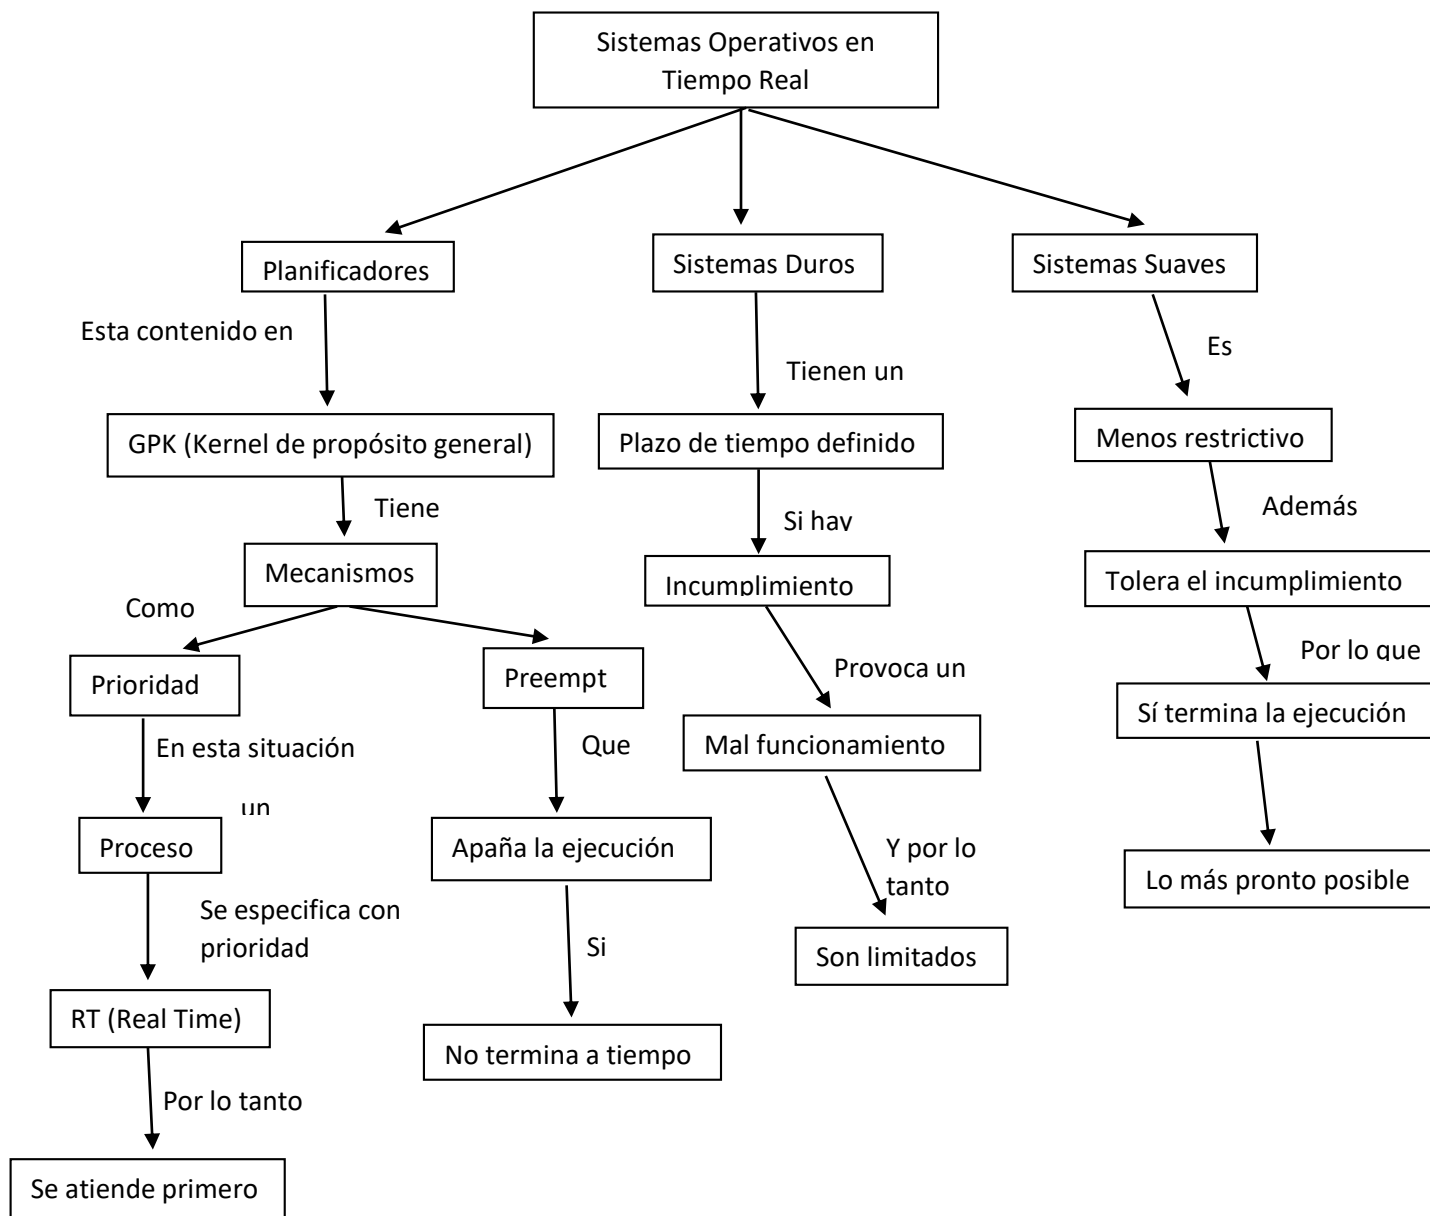 Sistemas Operativos en
Tiempo Real
Planificadores
Sistemas Duros
Sistemas Suaves
Esta contenido en
Tienen un
Es
GPK (Kernel de propósito general)
Plazo de tiempo definido
Menos restrictivo
Tiene
Si hay
Además
Mecanismos
Incumplimiento
Tolera el incumplimiento
Como
Provoca un
Por lo que
Prioridad
Preempt
Mal funcionamiento
Sí termina la ejecución
En esta situación
un
Que
Proceso
Apaña la ejecución
Y por lo
tanto
Lo más pronto posible
Se especifica con
prioridad
Si
Son limitados
RT (Real Time)
No termina a tiempo
Por lo tanto
Se atiende primero